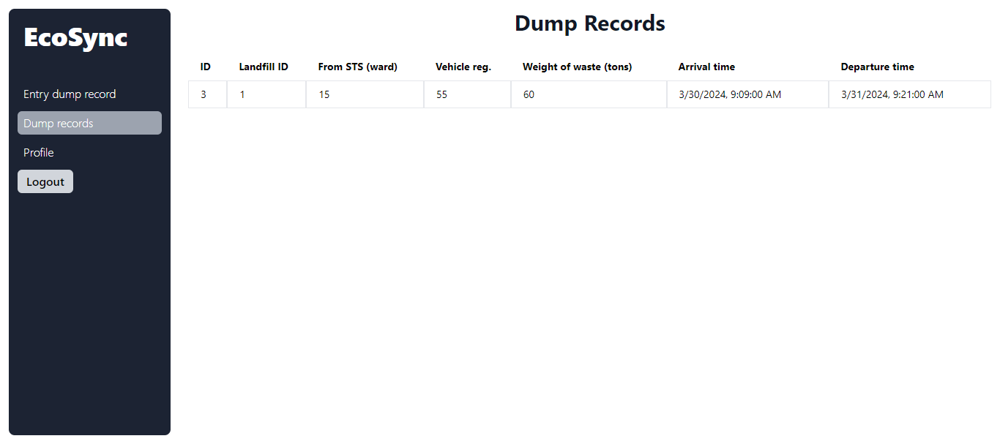 EcoSync
Entry dump record
Dump records
Profile
Logout
Dump Records
ID Landfill ID From STS (ward) Vehicle reg. Weight of waste (tons) Arrival time Departure time
3 1 15 55 60 3/30/2024, 9:09:00 AM 3/31/2024, 9:21:00 AM